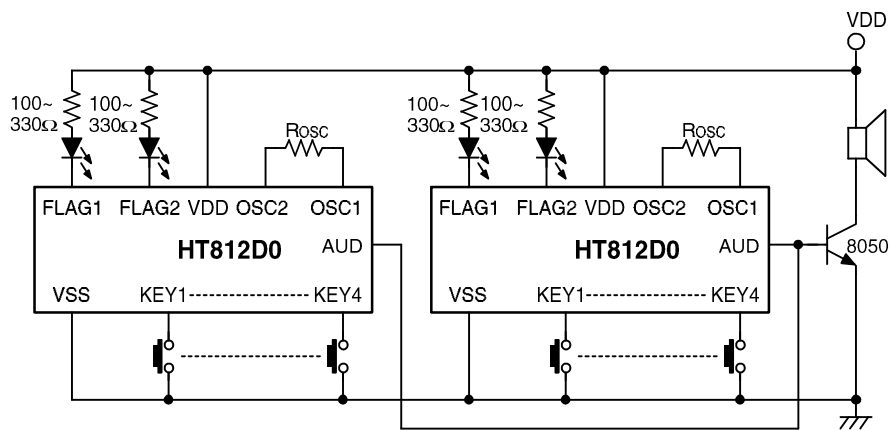 VDD
100~
330Ω
100~
330Ω
ROSC
100~
330Ω
100~
330Ω
ROSC
FLAG1 FLAG2 VDD OSC2 OSC1
HT812D0
AUD
VSS
KEY1
KEY4
FLAG1 FLAG2 VDD OSC2 OSC1
HT812D0
AUD
VSS
KEY1
KEY4
8050